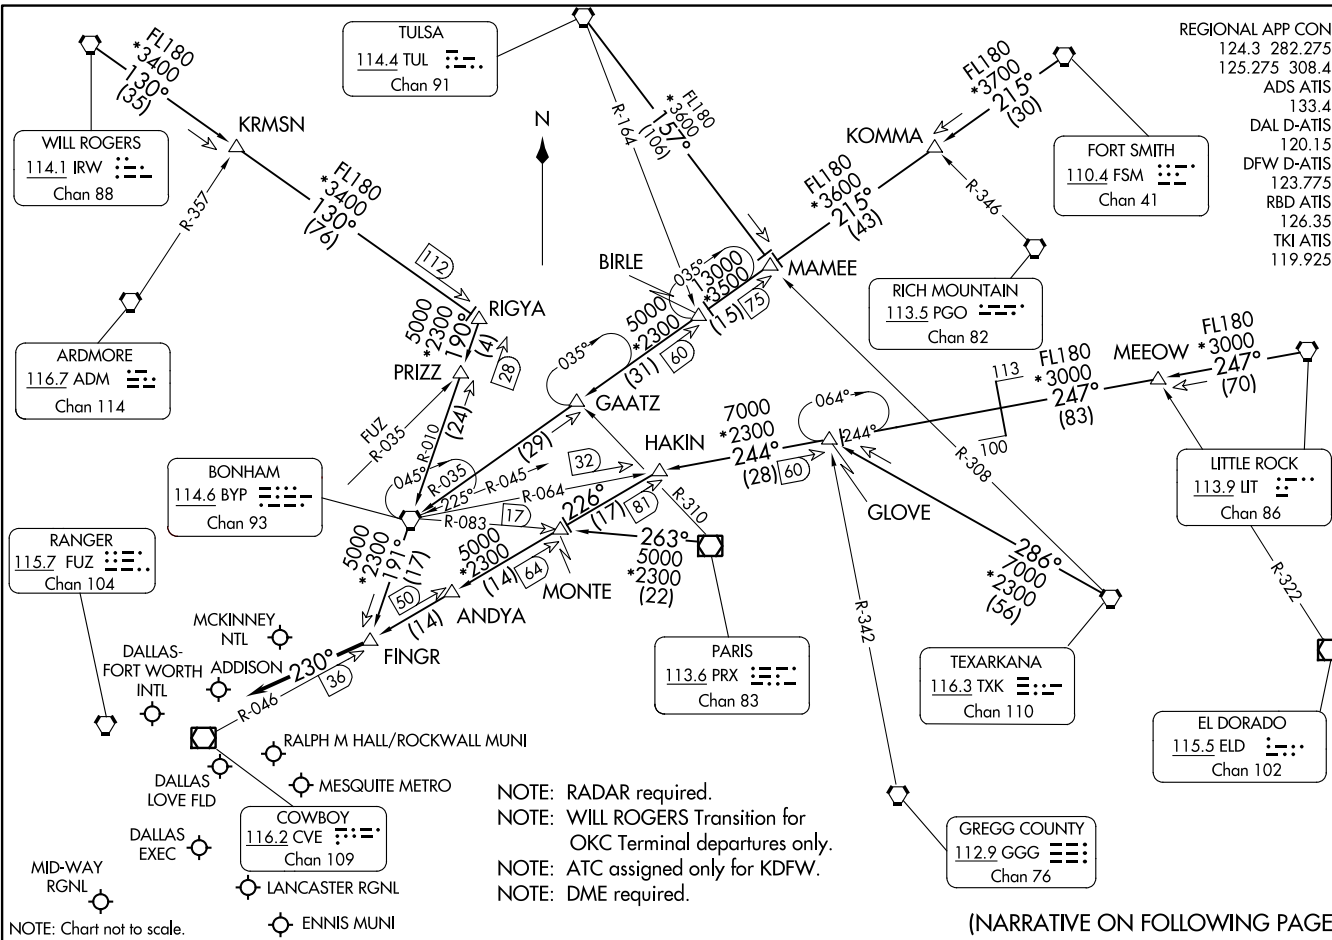 REGIONAL APP CON
124.3 282.275
125.275 308.4
ADS ATIS
133.4
DAL D-ATIS
120.15
DFW D-ATIS
123.775
RBD ATIS
126.35
TKI ATIS
119.925
TULSA
114.4 TUL
Chan 91
FL180
*3400
130°
(35)
WILL ROGERS
114.1 IRW
Chan 88
KRMSN
R-357
FL180
*3400
130°
(76)
112
ARDMORE
116.7 ADM
Chan 114
N
R-164
FL180
*3600
157°
(106)
FL180
*3700
215°
(30)
KOMMA
FORT SMITH
110.4 FSM
Chan 41
R-346
FL180
*3600
215°
(43)
MAMEE
RICH MOUNTAIN
113.5 PGO
Chan 82
BIRLE
035°
13000
*3500
(15)
75
RIGYA
5000
*2300
190°
(4)
28
PRIZZ
FUZ
R-035
R-010
(24)
5000
*2300
(31)
60
035°
GAATZ
(29)
R-035
MEEOW
FL180
*3000
247°
(70)
113
100
FL180
*3000
247°
(83)
064°
244°
GLOVE
7000
*2300
244°
(28)
60
HAKIN
R-308
LITTLE ROCK
113.9 LIT
Chan 86
R-322
BONHAM
114.6 BYP
Chan 93
045°
225°
R-045
R-064
32
R-083
17
226°
(17)
81
R-310
MONTE
263°
5000
*2300
(22)
5000
*2300
(14)
64
ANDYA
5000
*2300
191°
(17)
50
(14)
FINGR
RANGER
115.7 FUZ
Chan 104
MCKINNEY
NTL
230°
36
R-046
ADDISON
DALLAS-
FORT WORTH
INTL
PARIS
113.6 PRX
Chan 83
286°
7000
*2300
(56)
TEXARKANA
116.3 TXK
Chan 110
R-342
EL DORADO
115.5 ELD
Chan 102
RALPH M HALL/ROCKWALL MUNI
MESQUITE METRO
DALLAS
LOVE FLD
COWBOY
116.2 CVE
Chan 109
DALLAS
EXEC
MID-WAY
RGNL
LANCASTER RGNL
ENNIS MUNI
GREGG COUNTY
112.9 GGG
Chan 76
NOTE: RADAR required.
NOTE: WILL ROGERS Transition for
OKC Terminal departures only.
NOTE: ATC assigned only for KDFW.
NOTE: DME required.
NOTE: Chart not to scale.
(NARRATIVE ON FOLLOWING PAGE